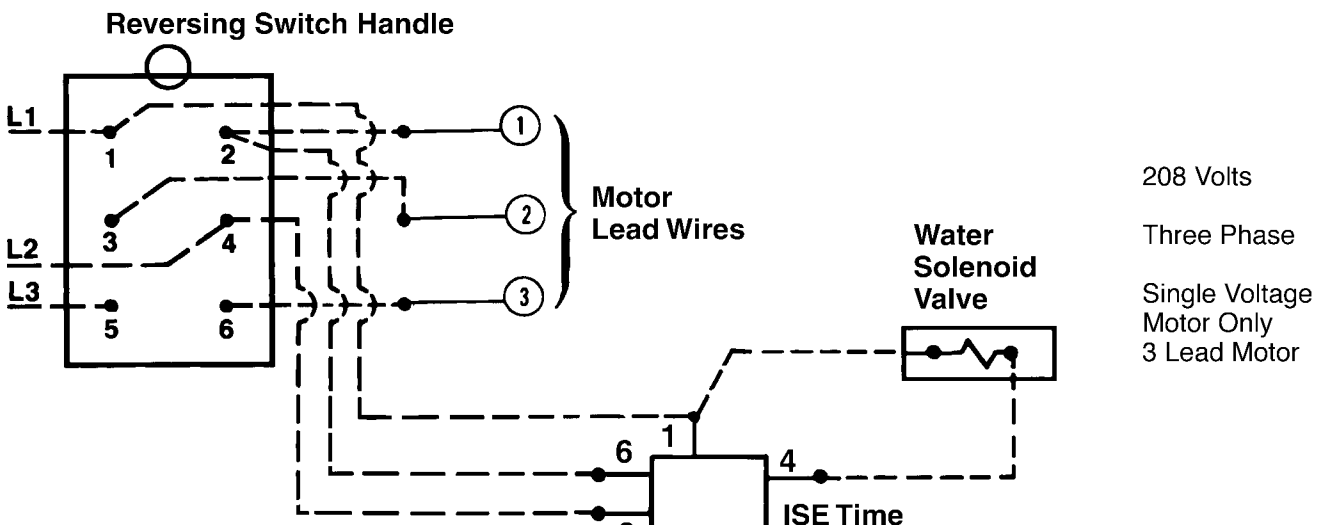 Reversing Switch Handle
L1
1
2
1
3
4
2
L2
L3
5
6
3
Motor
Lead Wires
Water
Solenoid
Valve
208 Volts
Three Phase
Single Voltage
Motor Only
3 Lead Motor
6
1
4
ISE Time